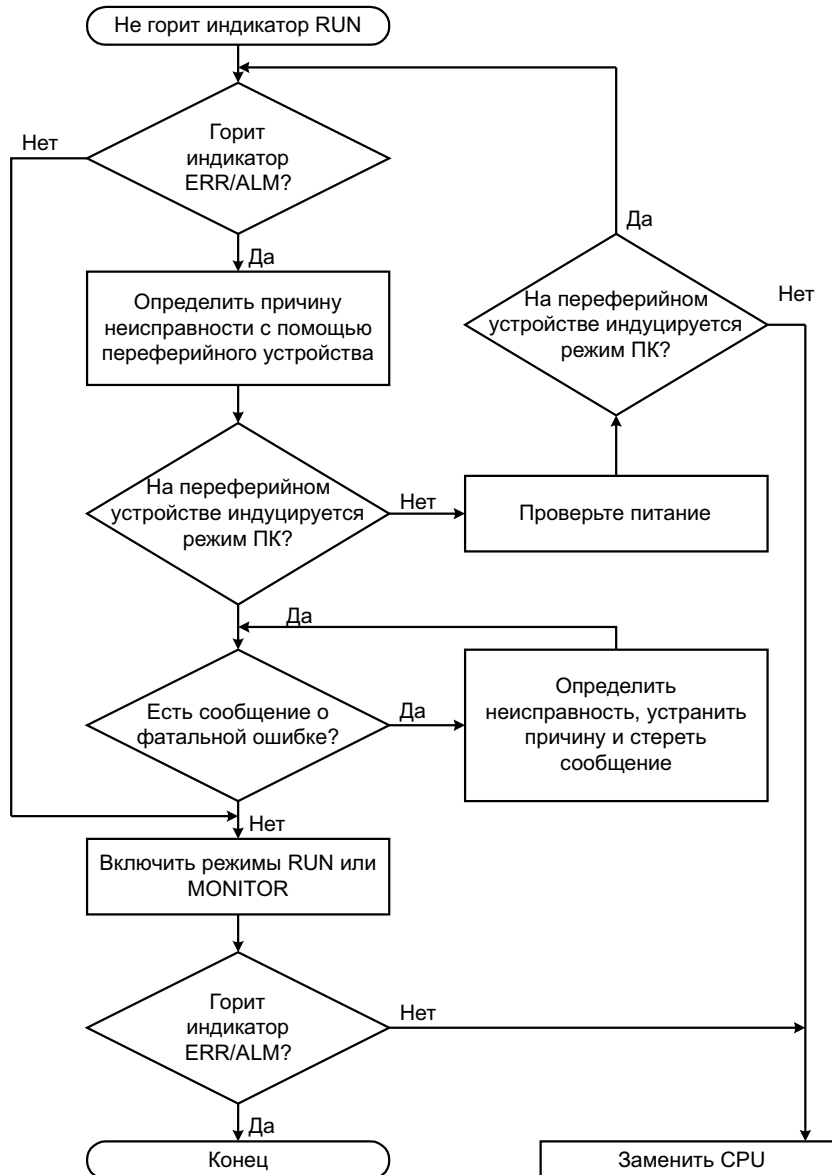 Не горит индикатор RUN
Горит
индикатор
ERR/ALM?
Нет
Да
Определить причину
неисправности с помощью
переферийного устройства
На переферийном
устройстве индуцируется
режим ПК?
Нет
Проверьте питание
На переферийном
устройстве индуцируется
режим ПК?
Да
Нет
Да
Есть сообщение о
фатальной ошибке?
Да
Определить
неисправность, устранить
причину и стереть
сообщение
Нет
Включить режимы RUN или
MONITOR
Горит
индикатор
ERR/ALM?
Нет
Да
Конец
Заменить CPU